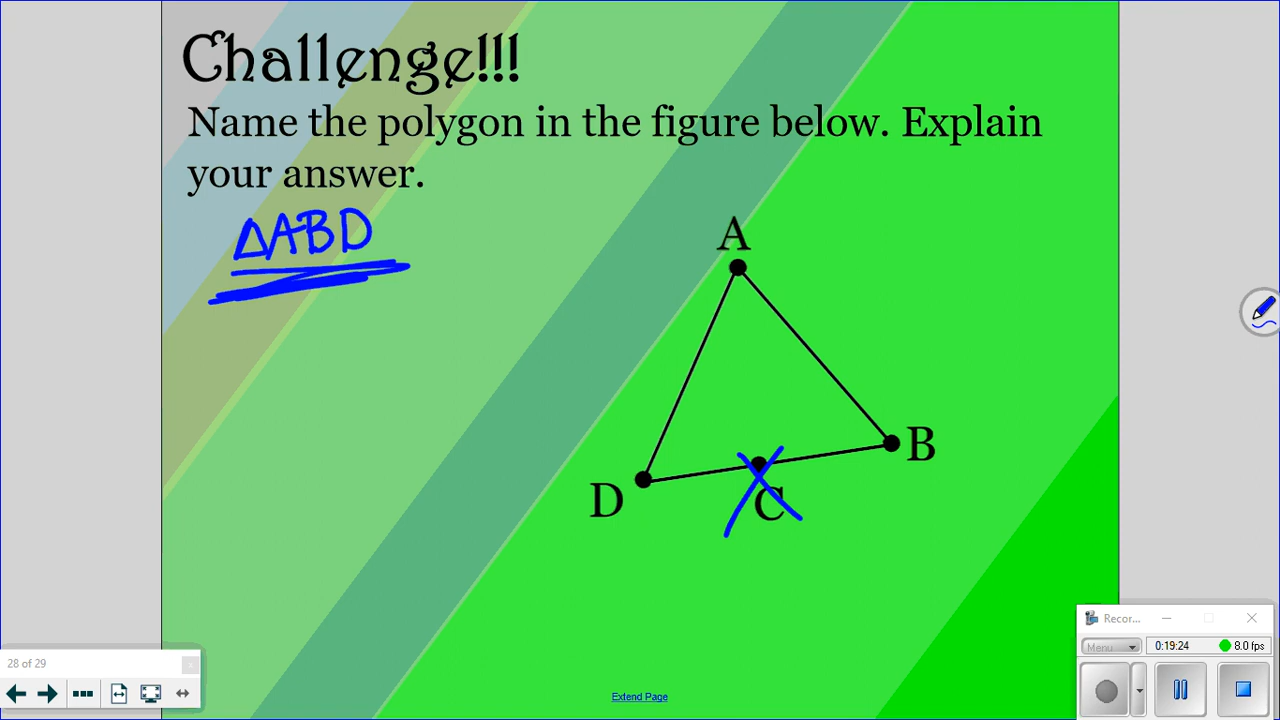 Challenge!!!
Name the polygon in the figure below. Explain
your answer.
△ABD
A
B
D
C
Recor...
Menu
0:19:24
8.0 fps
28 of 29
x
Extend Page